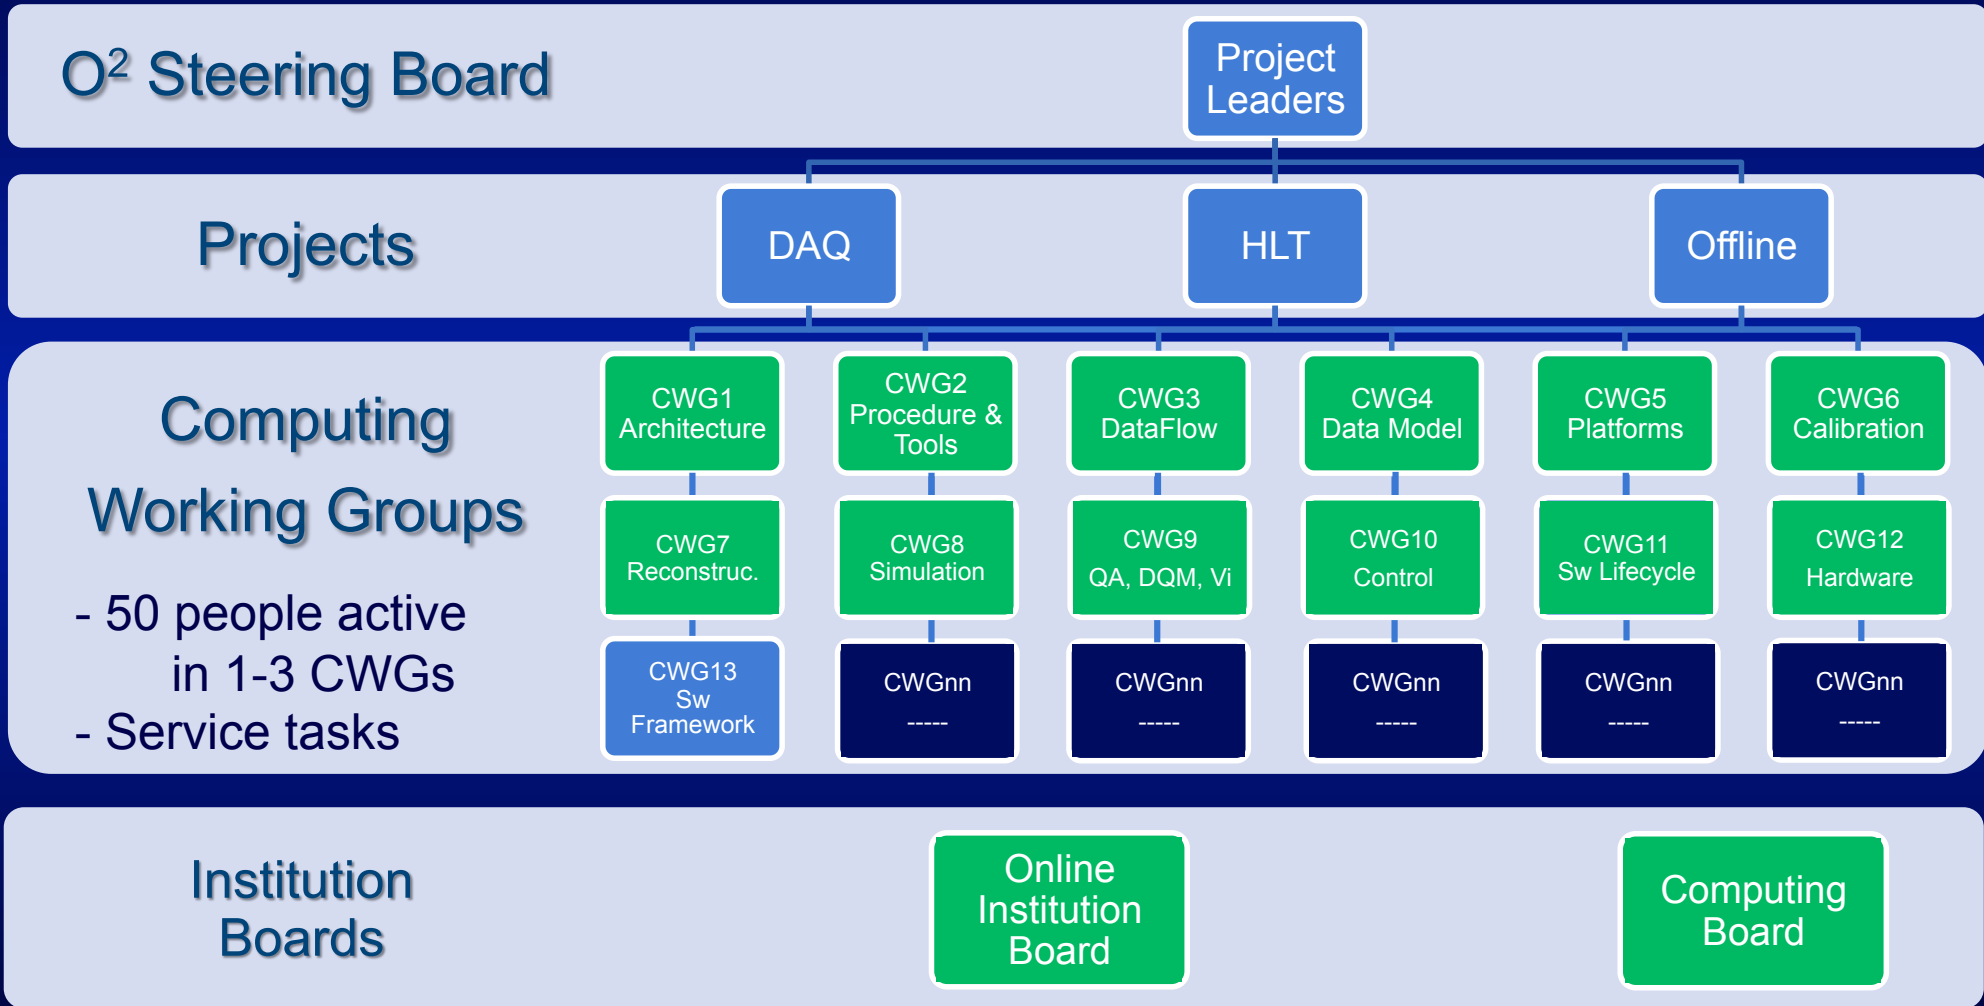 O² Steering Board
Project
Leaders
Projects
DAQ
HLT
Offline
Computing
Working Groups
- 50 people active
in 1-3 CWGs
- Service tasks
CWG1
Architecture
CWG2
Procedure &
Tools
CWG3
DataFlow
CWG4
Data Model
CWG5
Platforms
CWG6
Calibration
CWG7
Reconstruc.
CWG8
Simulation
CWG9
QA, DQM, Vi
CWG10
Control
CWG11
Sw Lifecycle
CWG12
Hardware
CWG13
Sw
Framework
CWGnn
-----
CWGnn
-----
CWGnn
-----
CWGnn
-----
CWGnn
-----
Institution
Boards
Online
Institution
Board
Computing
Board